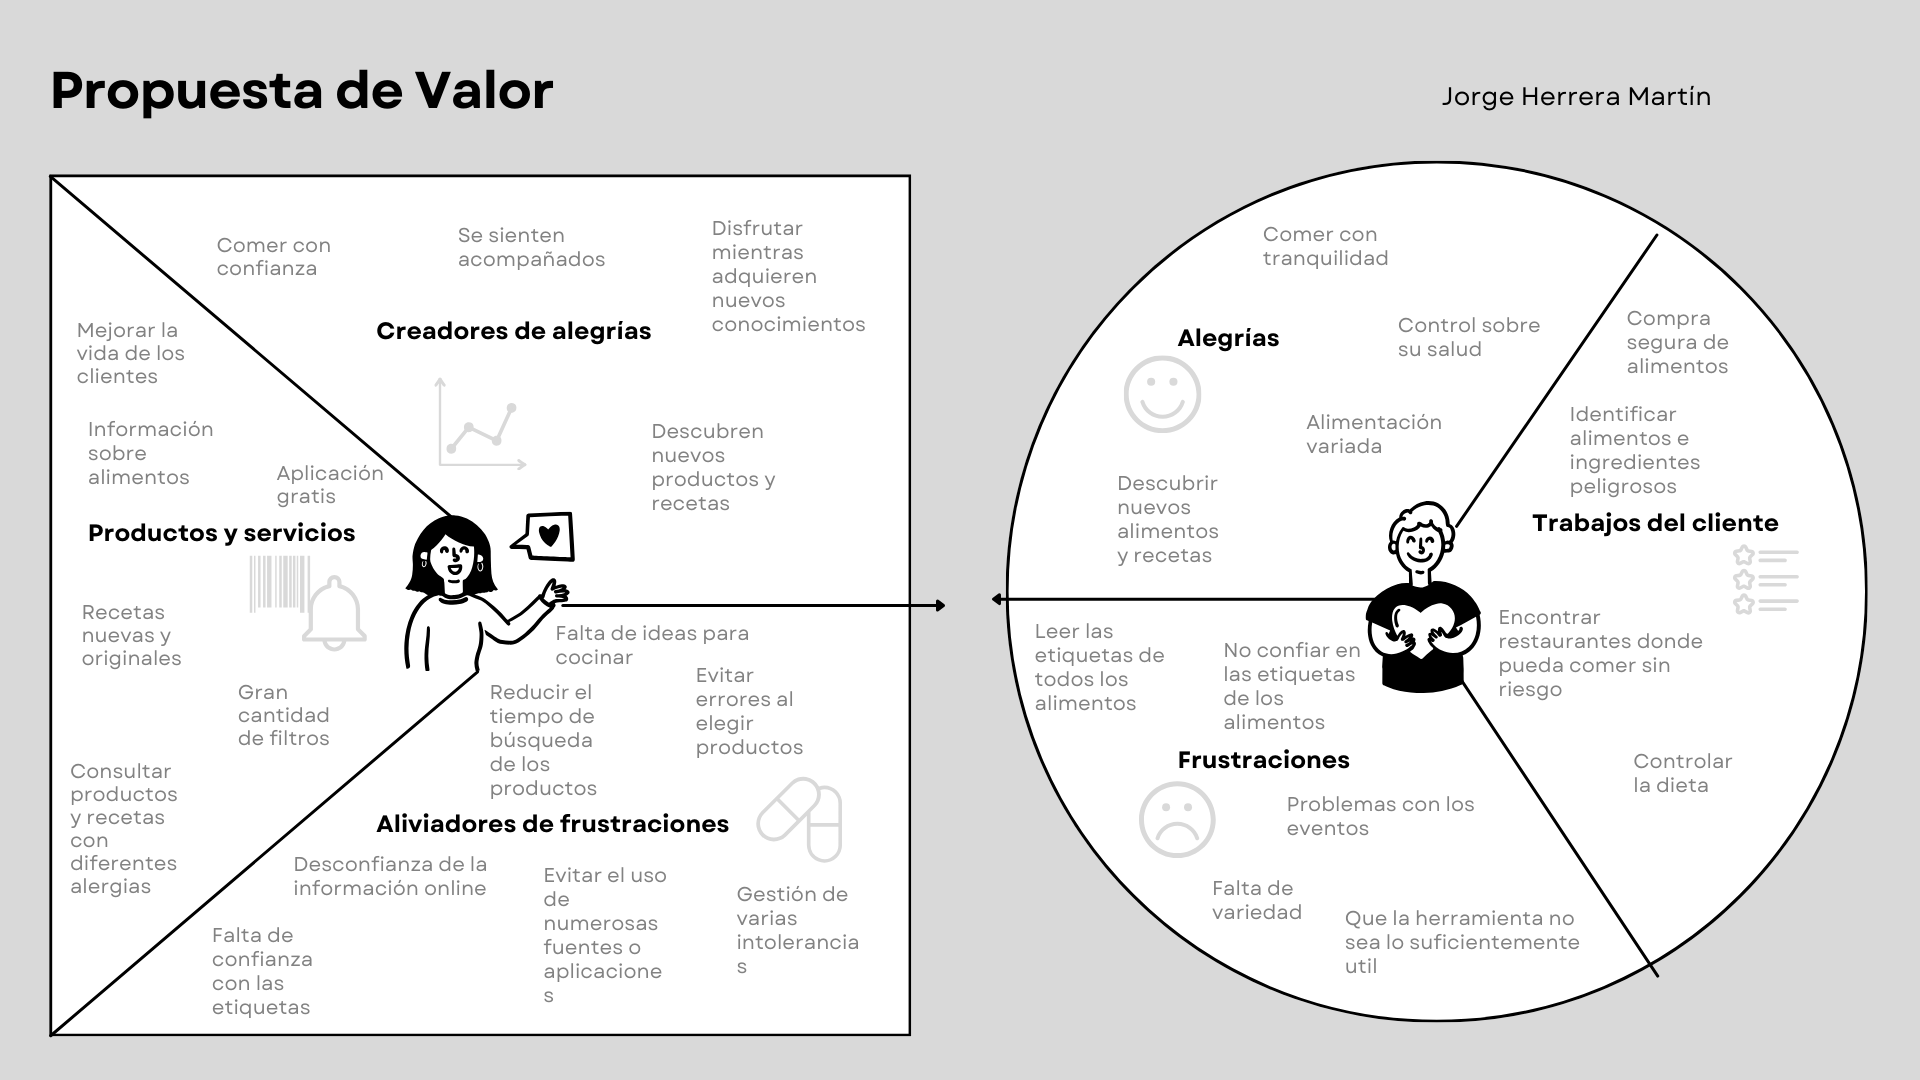 Propuesta de Valor
Jorge Herrera Martín
Comer con
confianza
Se sienten
acompañados
Disfrutar
mientras
adquieren
nuevos
conocimientos
Creadores de alegrías
Descubren
nuevos
productos y
recetas
Mejorar la
vida de los
clientes
Información
sobre
alimentos
Aplicación
gratis
Productos y servicios
Recetas
nuevas y
originales
Gran
cantidad
de filtros
Consultar
productos
y recetas
con
diferentes
alergias
Falta de ideas para
cocinar
Reducir el
tiempo de
búsqueda
de los
productos
Evitar
errores al
elegir
productos
Aliviadores de frustraciones
Desconfianza de la
información online
Evitar el uso
de
numerosas
fuentes o
aplicacione
s
Gestión de
varias
intolerancia
s
Falta de
confianza
con las
etiquetas
Comer con
tranquilidad
Alegrías
Control sobre
su salud
Alimentación
variada
Descubrir
nuevos
alimentos
y recetas
Compra
segura de
alimentos
Identificar
alimentos e
ingredientes
peligrosos
Trabajos del cliente
Encontrar
restaurantes donde
pueda comer sin
riesgo
Controlar
la dieta
Leer las
etiquetas de
todos los
alimentos
No confiar en
las etiquetas
de los
alimentos
Frustraciones
Problemas con los
eventos
Falta de
variedad
Que la herramienta no
sea lo suficientemente
util